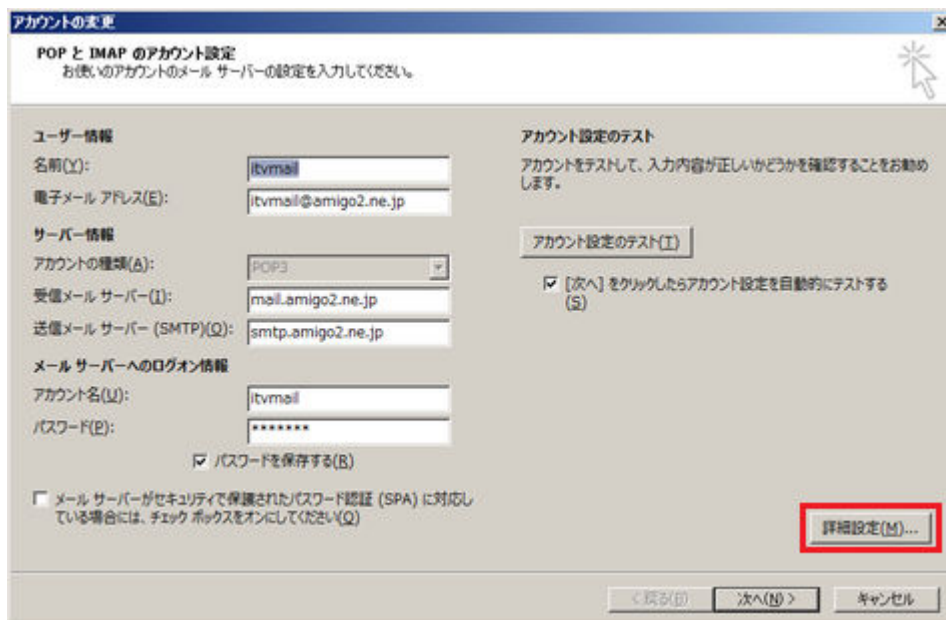 アカウントの変更
POP と IMAP のアカウント設定
お使いのアカウントのメール サーバーの設定を入力してください。
ユーザー情報
名前(Y):
itvmail
電子メール アドレス(E):
itvmail@amigo2.ne.jp
サーバー情報
アカウントの種類(A):
POP3
受信メール サーバー(I):
mail.amigo2.ne.jp
送信メール サーバー (SMTP)(O):
smtp.amigo2.ne.jp
メール サーバーへのログオン情報
アカウント名(U):
itvmail
パスワード(P):
*******
パスワードを保存する(R)
メール サーバーがセキュリティで保護されたパスワード認証 (SPA) に対応し
ている場合には、チェック ボックスをオンにしてください(Q)
アカウント設定のテスト
アカウントをテストして、入力内容が正しいかどうかを確認することをお勧め
します。
アカウント設定のテスト(T)
[次へ] をクリックしたらアカウント設定を自動的にテストする
(S)
詳細設定(M)...
< 戻る(B)
次へ(N) >
キャンセル